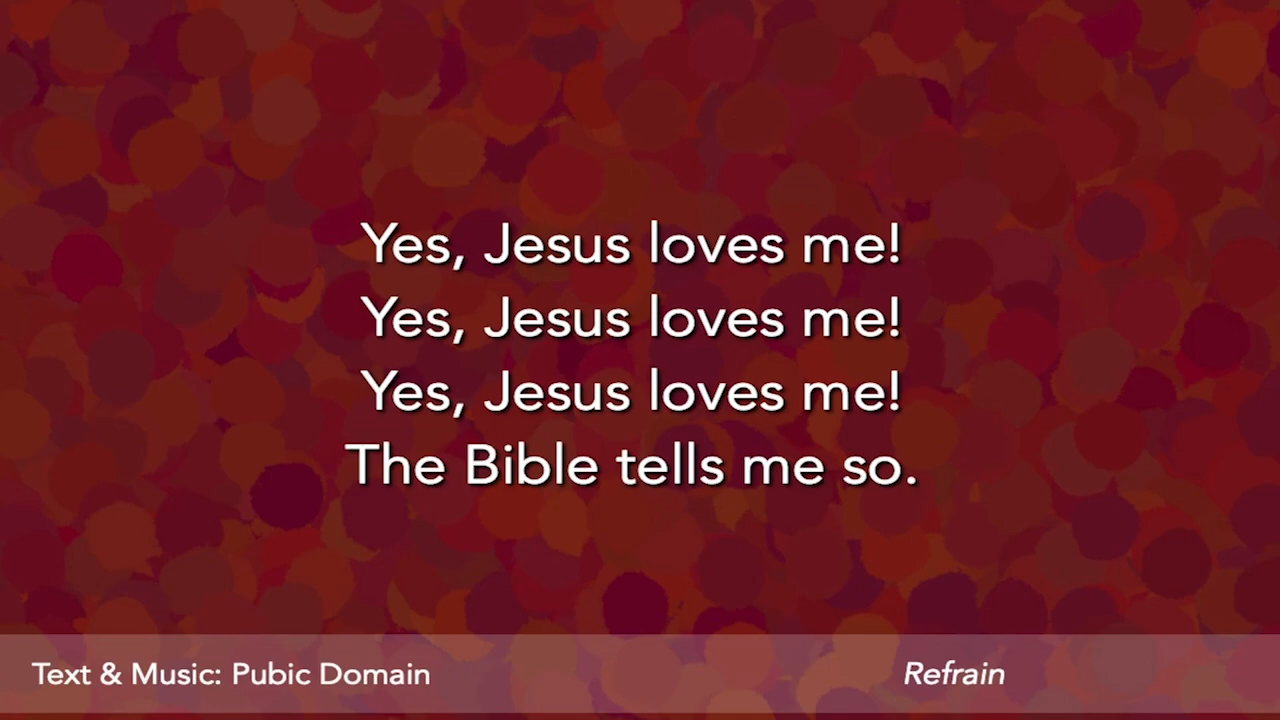 Yes, Jesus loves me!
Yes, Jesus loves me!
Yes, Jesus loves me!
The Bible tells me so.
Text & Music: Pubic Domain
Refrain